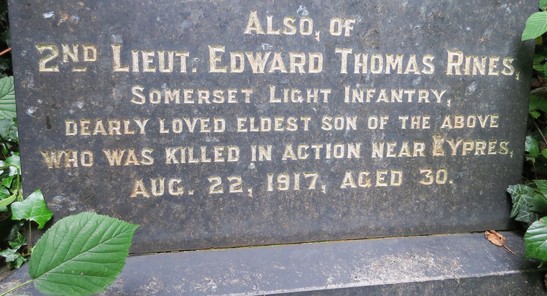 ALSO, OF
2ND LIEUT. EDWARD THOMAS RINES,
SOMERSET LIGHT INFANTRY,
DEARLY LOVED ELDEST SON OF THE ABOVE
WHO WAS KILLED IN ACTION NEAR EYPRES,
AUG. 22, 1917, AGED 30.